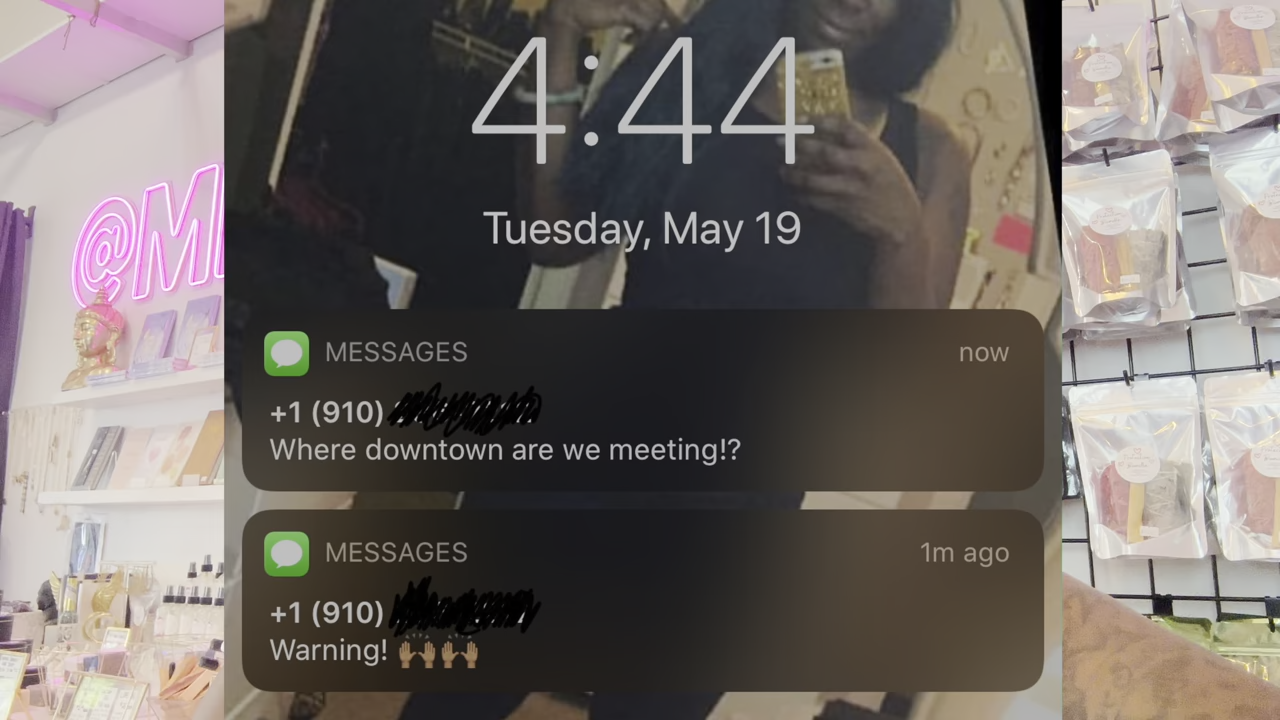 @M
4:44
Tuesday, May 19
MESSAGES
now
+1 (910)
Where downtown are we meeting!?
MESSAGES
1m ago
+1 (910)
Warning! 🙌🏽🙌🏽